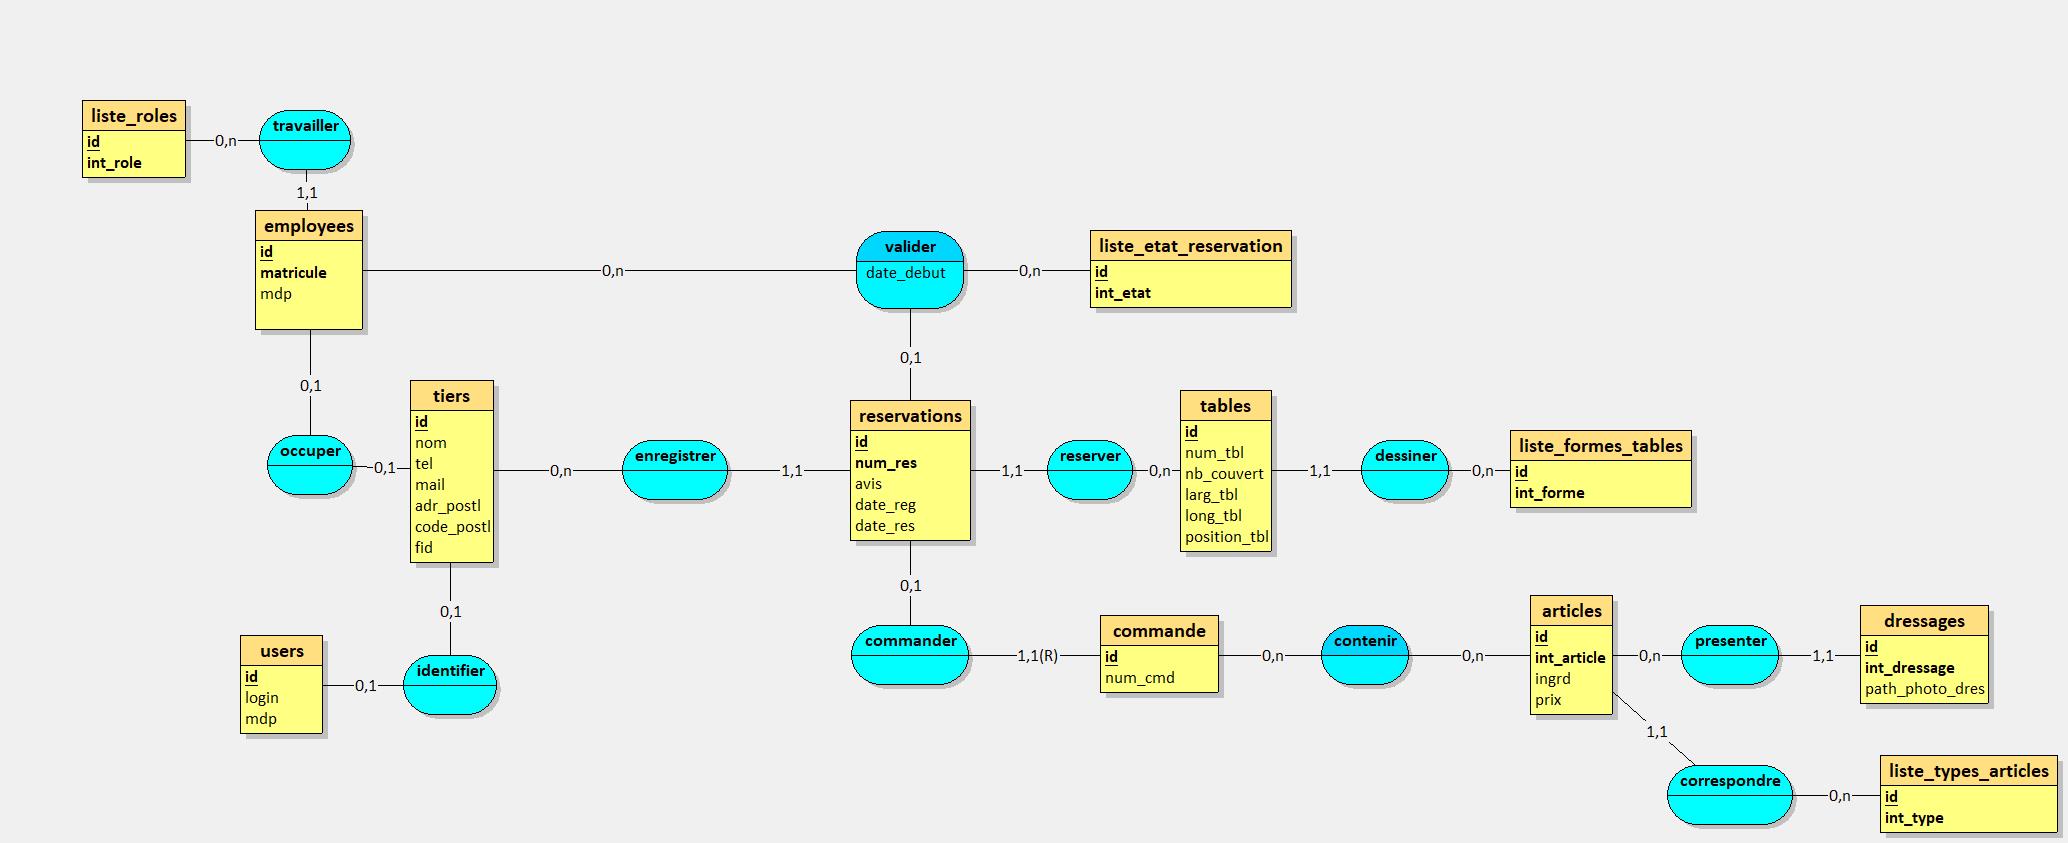 liste_roles
id
int_role
0,n
travailler
1,1
employees
id
matricule
mdp
0,n
valider
date_debut
0,n
liste_etat_reservation
id
int_etat
0,1
occuper
0,1
tiers
id
nom
tel
mail
adr_postl
code_postl
fid
0,n
enregistrer
1,1
0,1
reservations
id
num_res
avis
date_reg
date_res
1,1
reserver
0,n
tables
id
num_tbl
nb_couvert
larg_tbl
long_tbl
position_tbl
1,1
dessiner
0,n
liste_formes_tables
id
int_forme
0,1
users
id
login
mdp
0,1
identifier
0,1
commander
1,1(R)
commande
id
num_cmd
0,n
contenir
0,n
articles
id
int_article
ingrd
prix
0,n
presenter
1,1
dressages
id
int_dressage
path_photo_dres
1,1
correspondre
0,n
liste_types_articles
id
int_type